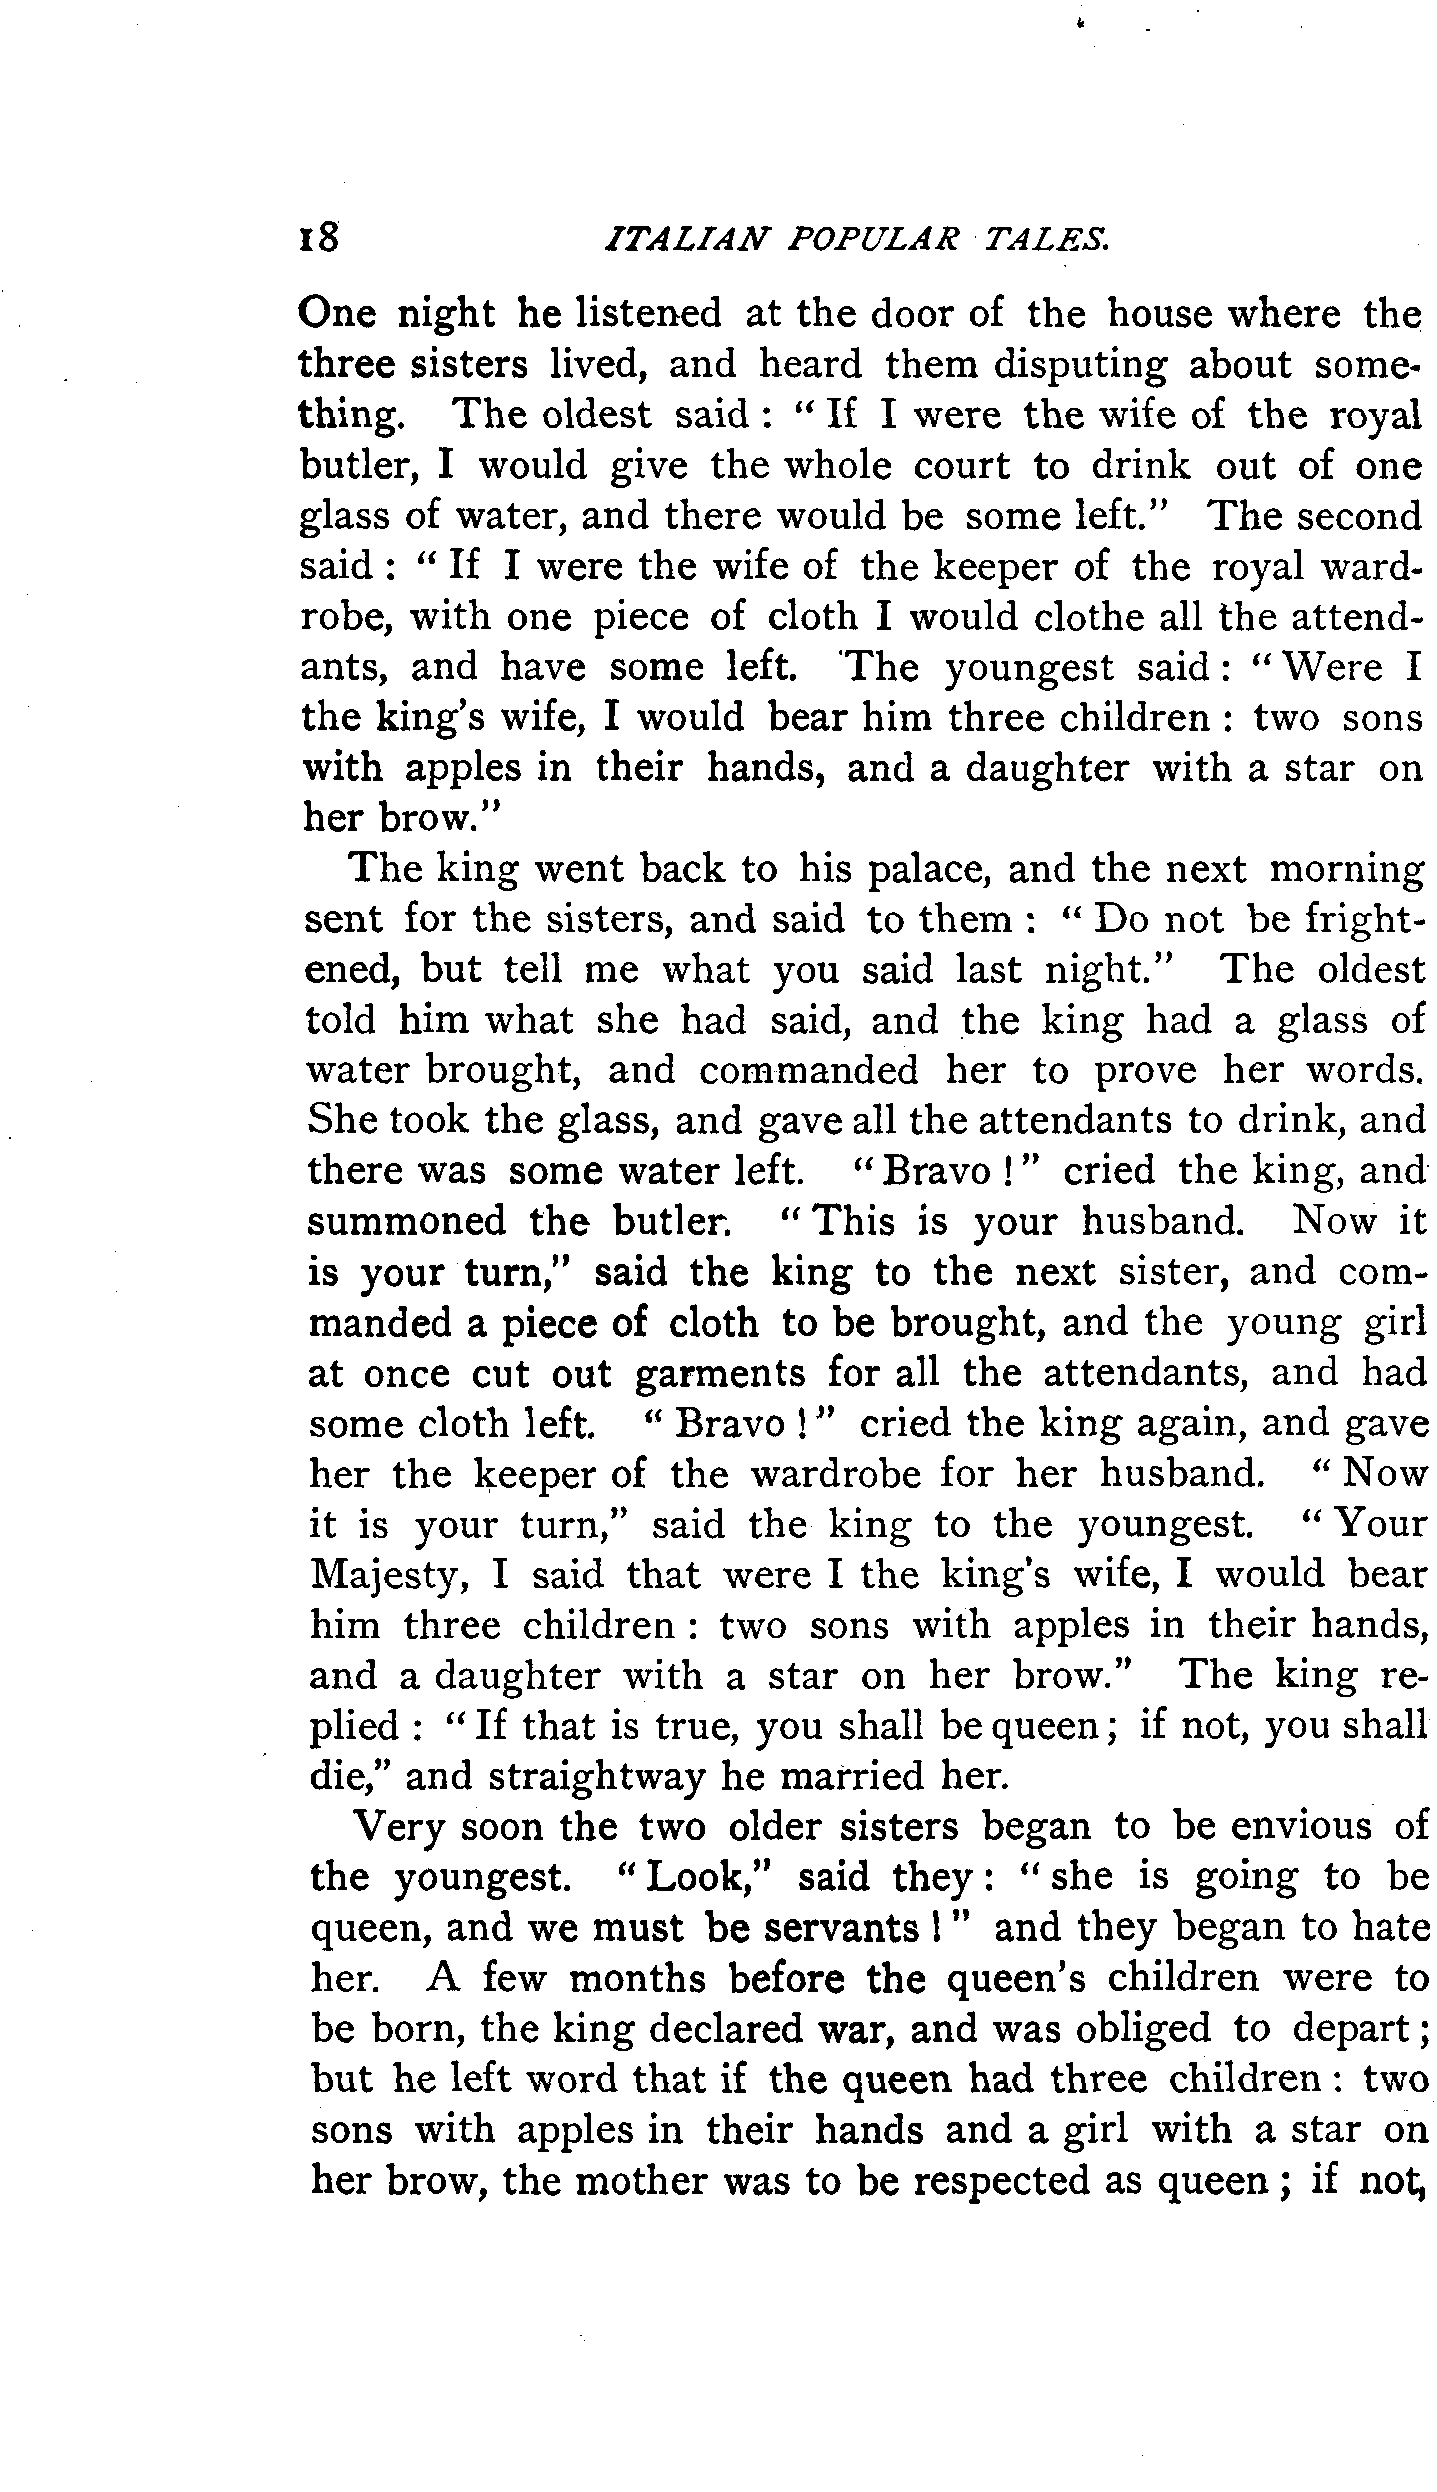 18 ITALIAN POPULAR TALES.
One night he listened at the door of the house where the
three sisters lived, and heard them disputing about some-
thing. The oldest said : " If I were the wife of the royal
butler, I would give the whole court to drink out of one
glass of water, and there would be some left." The second
said : " If I were the wife of the keeper of the royal ward-
robe, with one piece of cloth I would clothe all the attend-
ants, and have some left. The youngest said : " Were I
the king's wife, I would bear him three children : two sons
with apples in their hands, and a daughter with a star on
her brow."
The king went back to his palace, and the next morning
sent for the sisters, and said to them : " Do not be fright-
ened, but tell me what you said last night." The oldest
told him what she had said, and the king had a glass of
water brought, and commanded her to prove her words.
She took the glass, and gave all the attendants to drink, and
there was some water left. " Bravo ! " cried the king, and
summoned the butler. " This is your husband. Now it
is your turn," said the king to the next sister, and com-
manded a piece of cloth to be brought, and the young girl
at once cut out garments for all the attendants, and had
some cloth left. " Bravo ! " cried the king again, and gave
her the keeper of the wardrobe for her husband. " Now
it is your turn," said the king to the youngest. " Your
Majesty, I said that were I the king's wife, I would bear
him three children : two sons with apples in their hands,
and a daughter with a star on her brow." The king re-
plied : " If that is true, you shall be queen ; if not, you shall
die," and straightway he married her.
Very soon the two older sisters began to be envious of
the youngest. " Look," said they : " she is going to be
queen, and we must be servants ! " and they began to hate
her. A few months before the queen's children were to
be born, the king declared war, and was obliged to depart ;
but he left word that if the queen had three children : two
sons with apples in their hands and a girl with a star on
her brow, the mother was to be respected as queen ; if not,